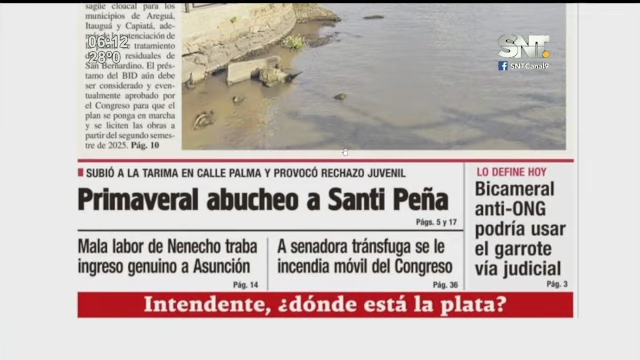 sagüe cloacal para los
municipios de Areguá,
Itauguá y Capiatá, ade-
06:12
28°0
residuales de
San Bernardino. El prés-
tamo del BID aún debe
ser considerado y even-
tualmente aprobado por
el Congreso para que el
plan se ponga en marcha
y se liciten las obras a
partir del segundo semes-
tre de 2025. Pág. 10
SNT
SNTCanal9
SUBIÓ A LA TARIMA EN CALLE PALMA Y PROVOCÓ RECHAZO JUVENIL
Primaveral abucheo a Santi Peña
Págs. 5 y 17
Mala labor de Nenecho traba
ingreso genuino a Asunción
Pág. 14
A senadora tránsfuga se le
incendia móvil del Congreso
Pág. 36
LO DEFINE HOY
Bicameral
anti-ONG
podría usar
el garrote
vía judicial
Pág. 3
Intendente, ¿dónde está la plata?